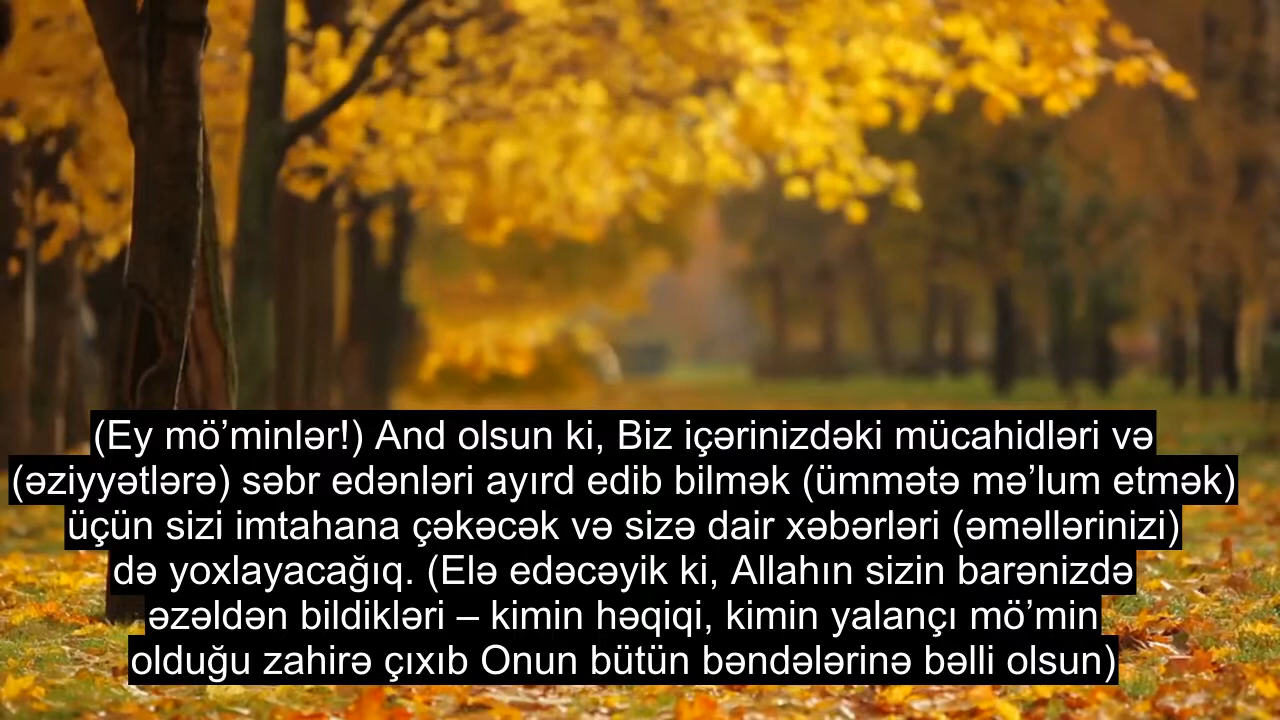 (Ey mö’minlər!) And olsun ki, Biz içərinizdəki mücahidləri və
(əziyyətlərə) səbr edənləri ayırd edib bilmək (ümmətə mə’lum etmək)
üçün sizi imtahana çəkəcək və sizə dair xəbərləri (əməllərinizi)
də yoxlayacağıq. (Elə edəcəyik ki, Allahın sizin barənizdə
əzəldən bildikləri – kimin həqiqi, kimin yalançı mö’min
olduğu zahirə çıxıb Onun bütün bəndələrinə bəlli olsun)